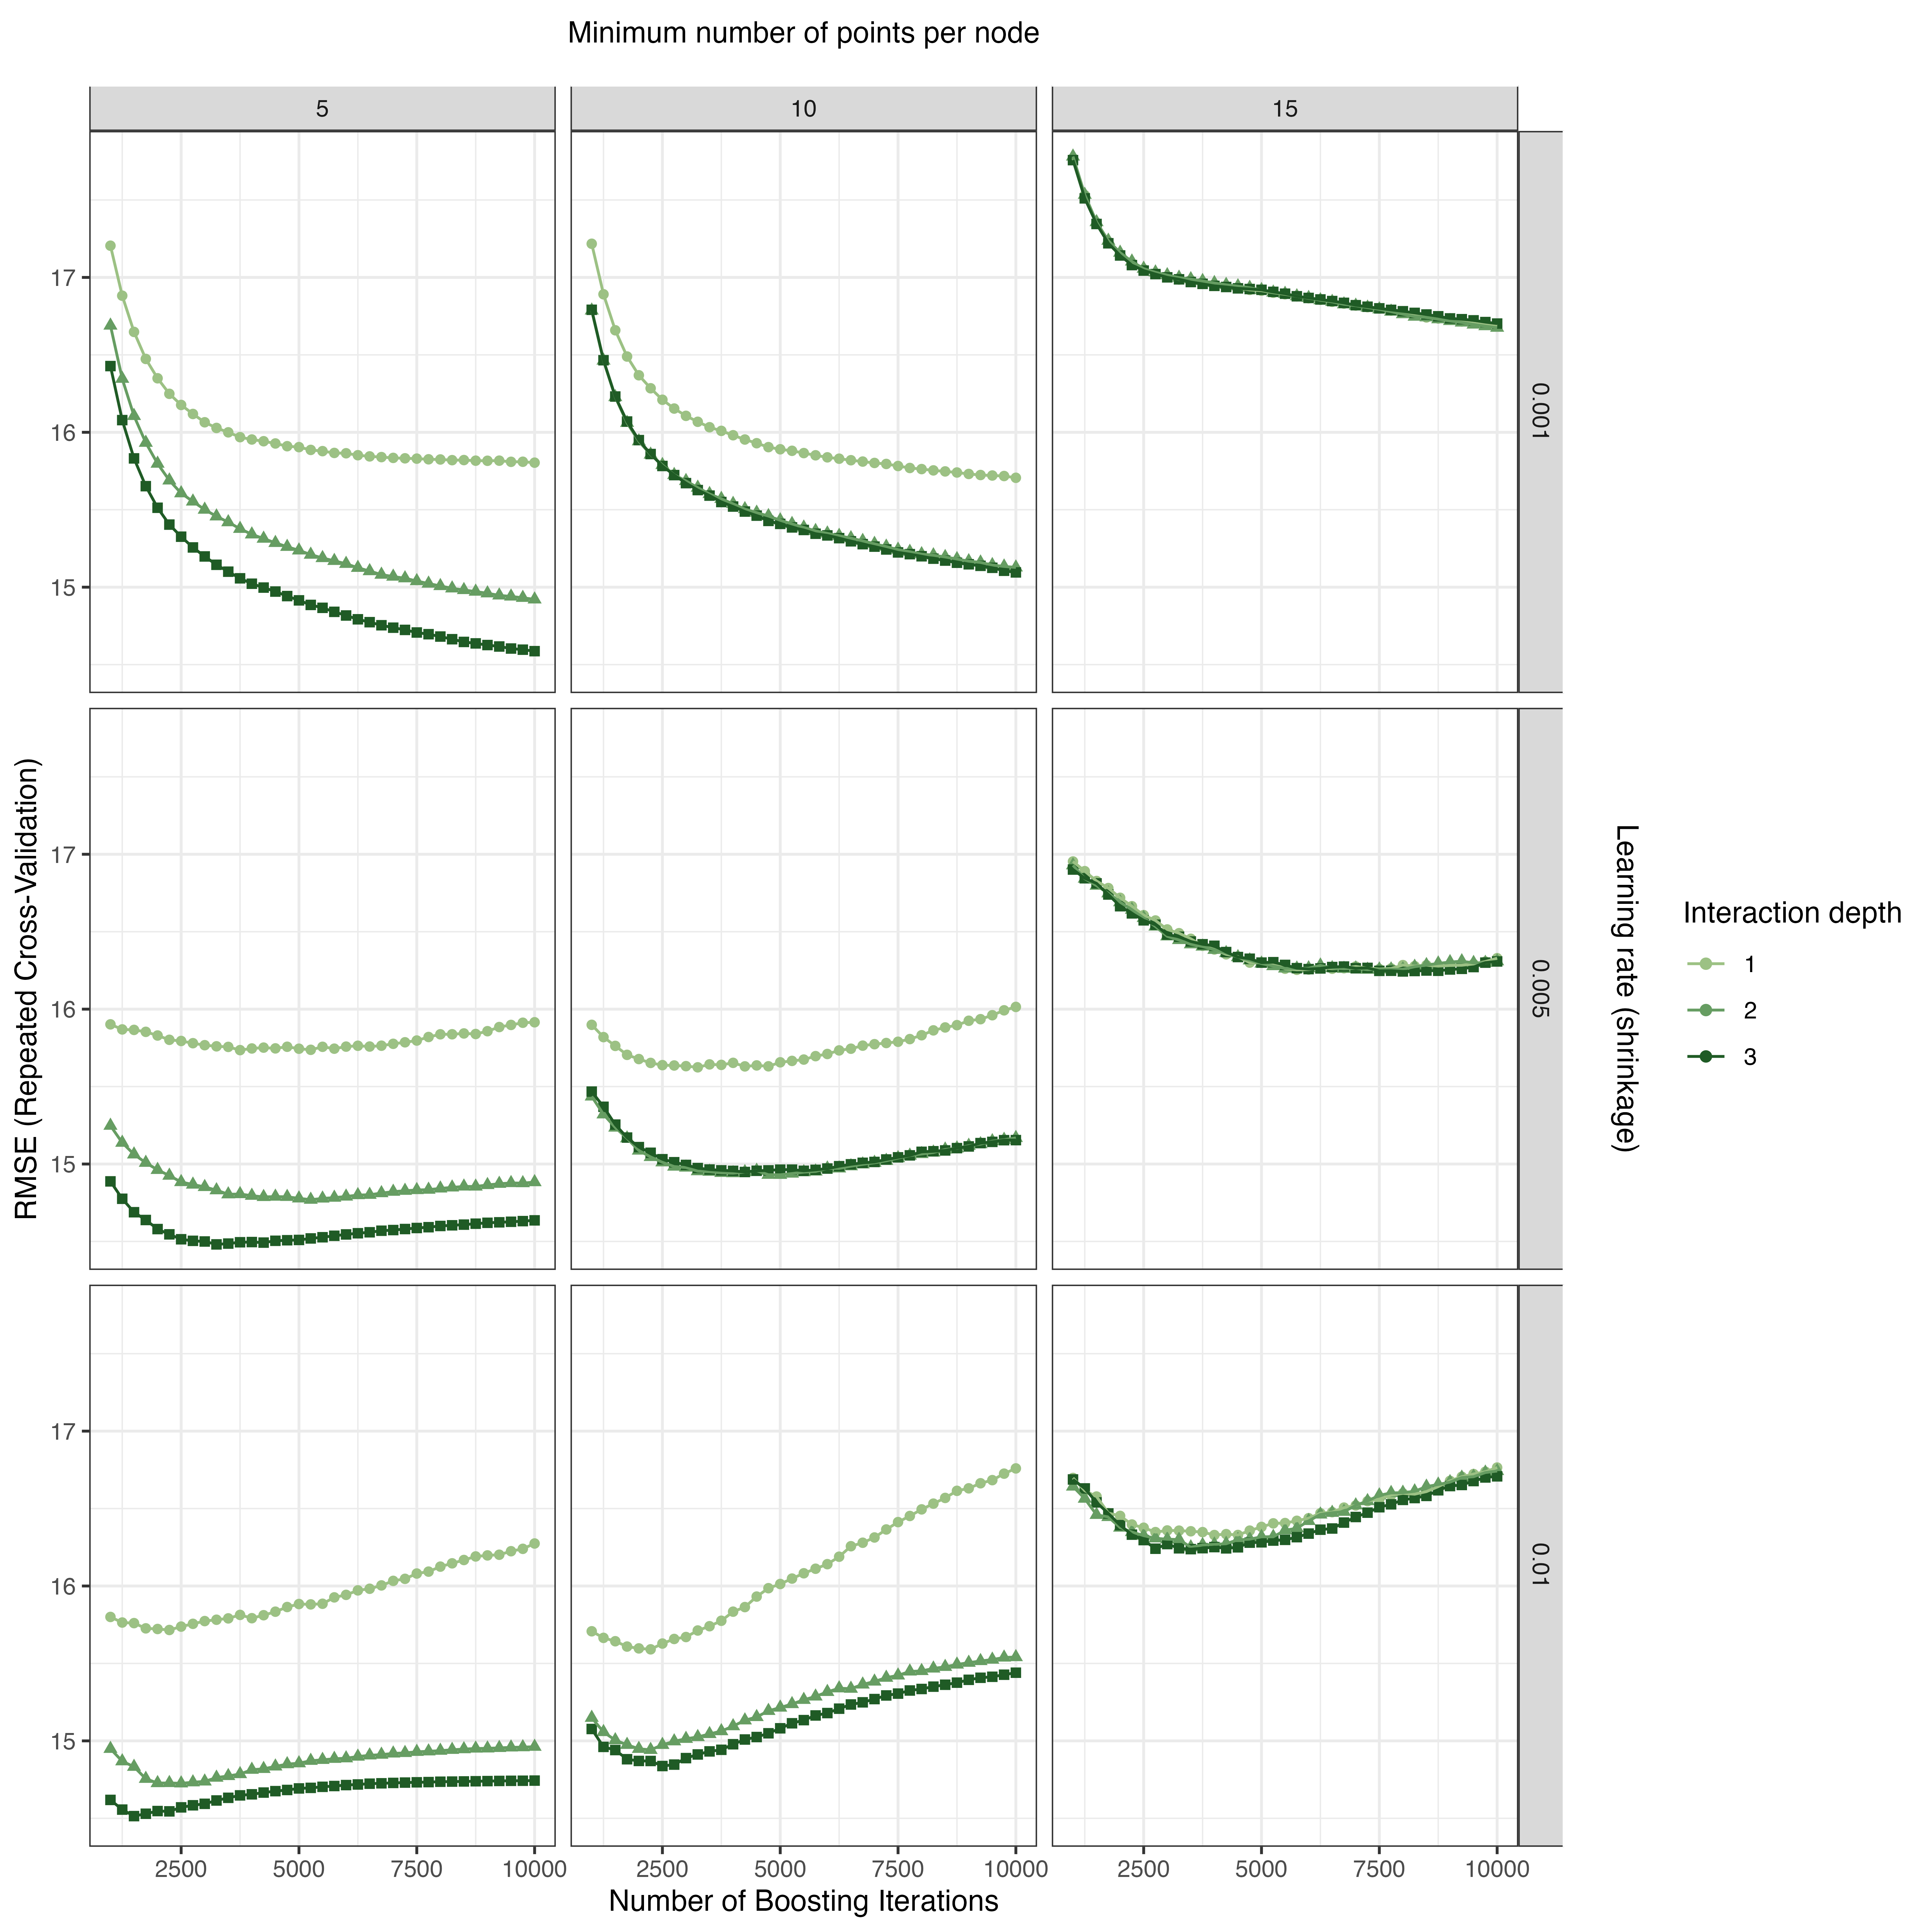 Minimum number of points per node
5
10
15
17
16
15
0.001
RMSE (Repeated Cross-Validation)
17
16
15
0.005
Learning rate (shrinkage)
Interaction depth
1
2
3
17
16
15
0.01
2500 5000 7500 10000
2500 5000 7500 10000
2500 5000 7500 10000
Number of Boosting Iterations